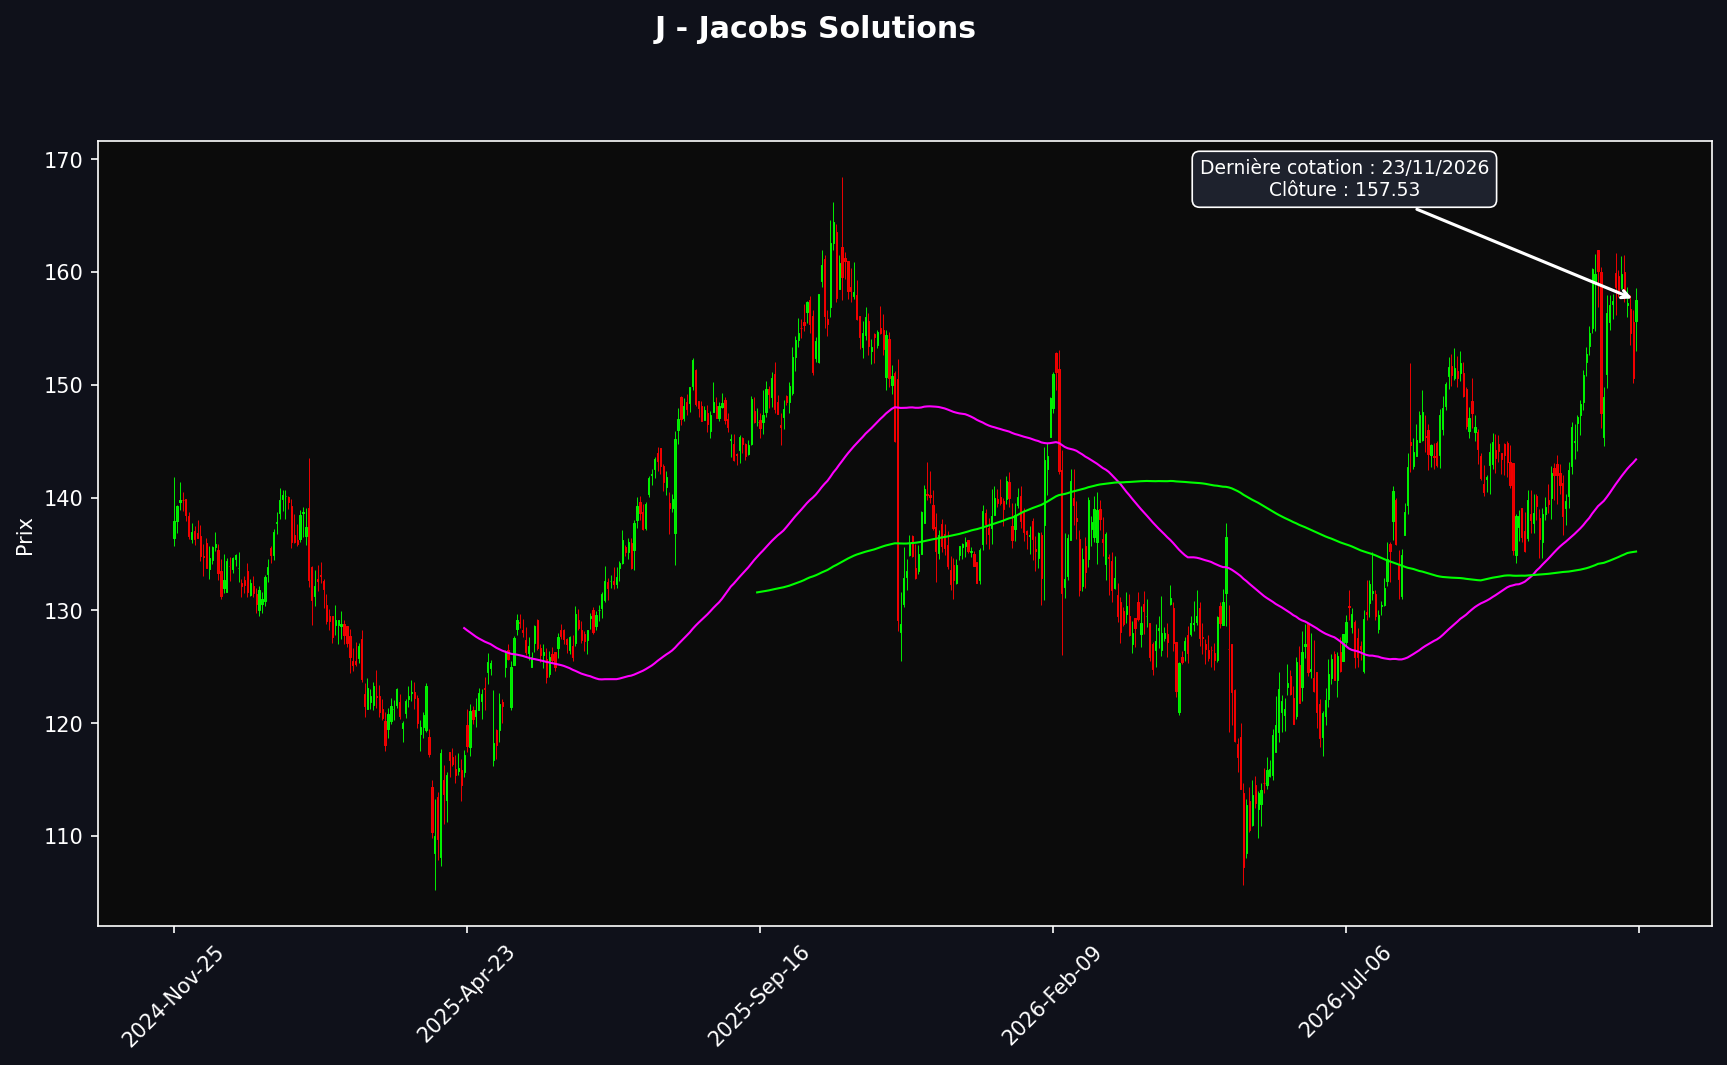 J - Jacobs Solutions
Dernière cotation : 23/11/2026
Clôture : 157.53
Prix
170
160
150
140
130
120
110
2024-Nov-25
2025-Apr-23
2025-Sep-16
2026-Feb-09
2026-Jul-06